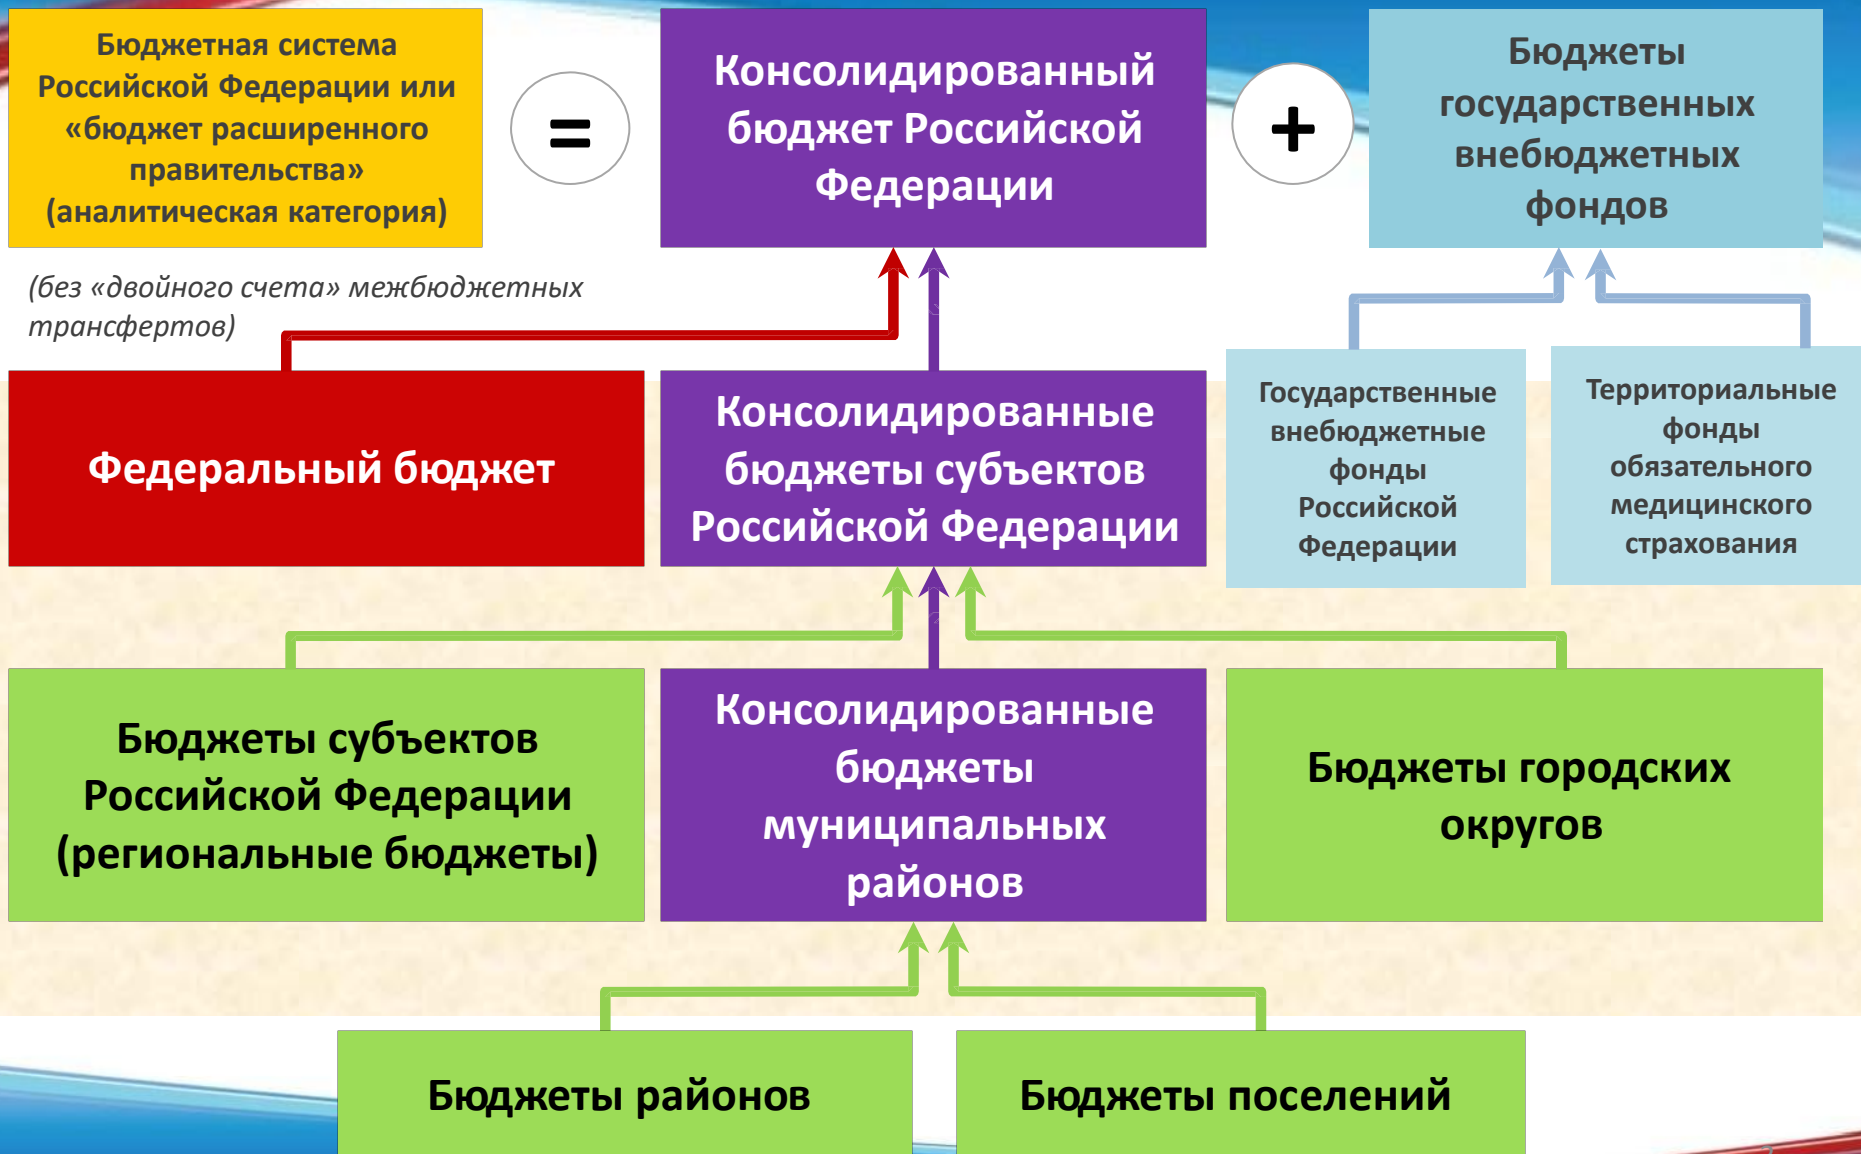 Бюджетная система
Российской Федерации или
«бюджет расширенного
правительства»
(аналитическая категория)
=
Консолидированный
бюджет Российской
Федерации
+
Бюджеты
государственных
внебюджетных
фондов
(без «двойного счета» межбюджетных
трансфертов)
Федеральный бюджет
Консолидированные
бюджеты субъектов
Российской Федерации
Государственные
внебюджетные
фонды
Российской
Федерации
Территориальные
фонды
обязательного
медицинского
страхования
Бюджеты субъектов
Российской Федерации
(региональные бюджеты)
Консолидированные
бюджеты
муниципальных
районов
Бюджеты городских
округов
Бюджеты районов
Бюджеты поселений